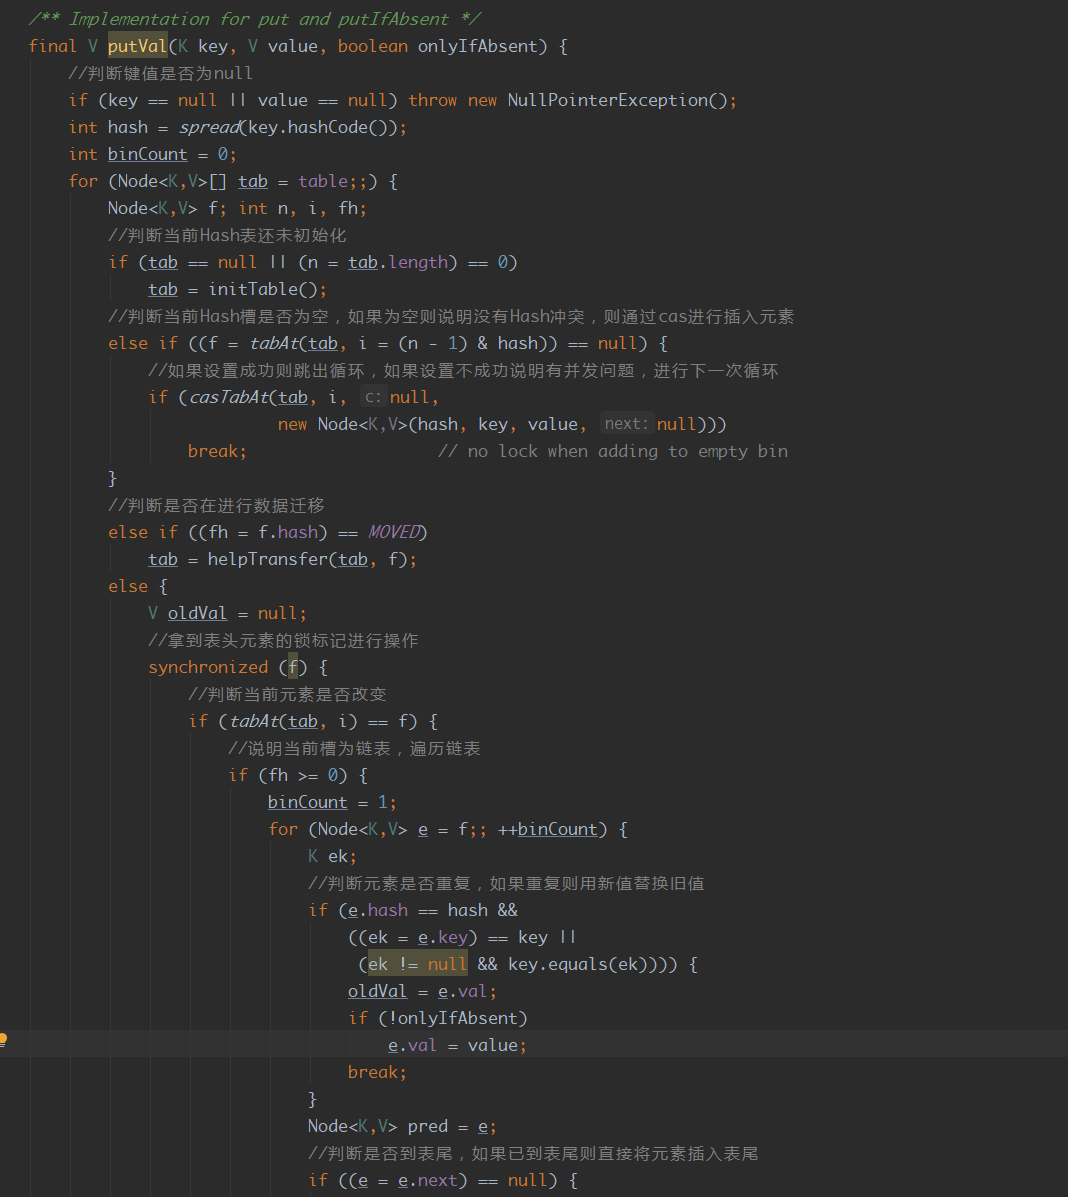 /** Implementation for put and putIfAbsent */
final V putVal(K key, V value, boolean onlyIfAbsent) {
//判断键值是否为null
if (key == null || value == null) throw new NullPointerException();
int hash = spread(key.hashCode());
int binCount = 0;
for (Node<K,V>[] tab = table;;) {
Node<K,V> f; int n, i, fh;
//判断当前Hash表还未初始化
if (tab == null || (n = tab.length) == 0)
tab = initTable();
//判断当前Hash槽是否为空，如果为空则说明没有Hash冲突，则通过cas进行插入元素
else if ((f = tabAt(tab, i = (n - 1) & hash)) == null) {
//如果设置成功则跳出循环，如果设置不成功说明有并发问题，进行下一次循环
if (casTabAt(tab, i, c: null,
new Node<K,V>(hash, key, value, next: null)))
break; // no lock when adding to empty bin
}
//判断是否在进行数据迁移
else if ((fh = f.hash) == MOVED)
tab = helpTransfer(tab, f);
else {
V oldVal = null;
//拿到表头元素的锁标记进行操作
synchronized (f) {
//判断当前元素是否改变
if (tabAt(tab, i) == f) {
//说明当前槽为链表，遍历链表
if (fh >= 0) {
binCount = 1;
for (Node<K,V> e = f;; ++binCount) {
K ek;
//判断元素是否重复，如果重复则用新值替换旧值
if (e.hash == hash &&
((ek = e.key) == key ||
(ek != null && key.equals(ek)))) {
oldVal = e.val;
if (!onlyIfAbsent)
e.val = value;
break;
}
Node<K,V> pred = e;
//判断是否到表尾，如果已到表尾则直接将元素插入表尾
if ((e = e.next) == null) {